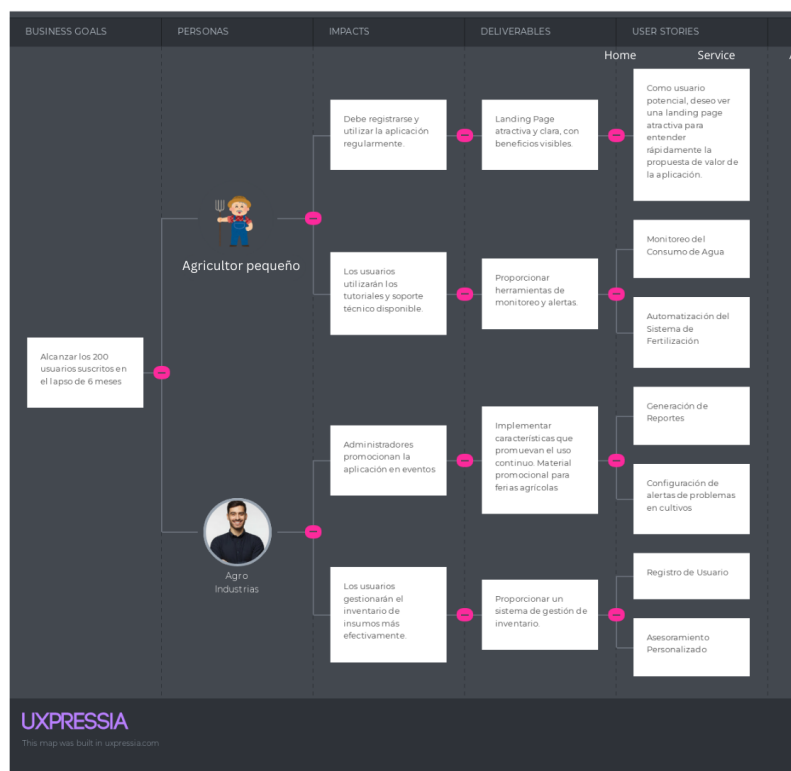 BUSINESS GOALS
PERSONAS
IMPACTS
DELIVERABLES
USER STORIES
Home
Service
Debe registrarse y
utilizar la aplicación
regularmente.
Landing Page
atractiva y clara, con
beneficios visibles.
Como usuario
potencial, deseo ver
una landing page
atractiva para
entender
rápidamente la
propuesta de valor de
la aplicación.
Agricultor pequeño
Los usuarios
utilizarán los
tutoriales y soporte
técnico disponible.
Proporcionar
herramientas de
monitoreo y alertas.
Monitoreo del
Consumo de Agua
Automatización del
Sistema de
Fertilización
Alcanzar los 200
usuarios suscritos en
el lapso de 6 meses
Administradores
promocionan la
aplicación en eventos
Implementar
características que
promuevan el uso
continuo. Material
promocional para
ferias agrícolas
Generación de
Reportes
Configuración de
alertas de problemas
en cultivos
Agro
Industrias
Los usuarios
gestionarán el
inventario de
insumos más
efectivamente.
Proporcionar un
sistema de gestión de
inventario.
Registro de Usuario
Asesoramiento
Personalizado
UXPRESSIA
This map was built in uxpressia.com